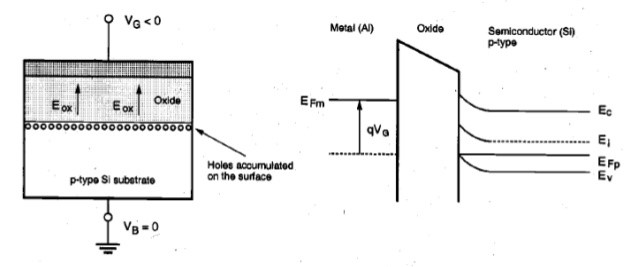 V_G < 0
E_ox
E_ox
Oxide
Holes accumulated
on the surface
p-type Si substrate
V_B = 0
Metal (Al)
Oxide
Semiconductor (Si)
p-type
E_Fm
qV_G
E_C
E_i
E_Fp
E_v